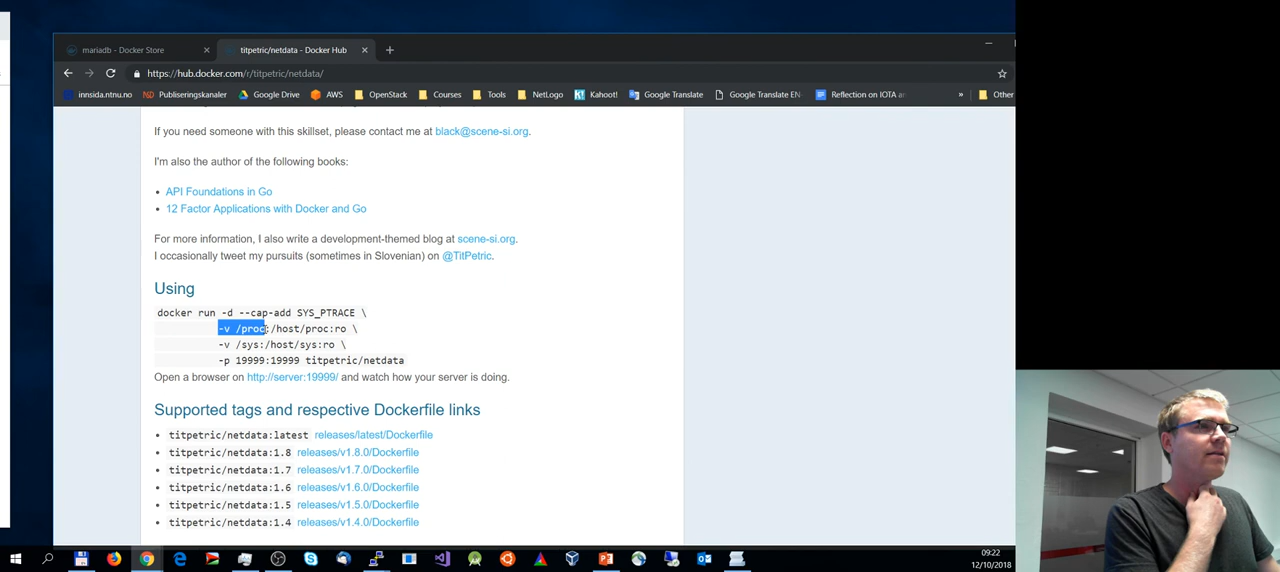 mariadb - Docker Store
titpetric/netdata - Docker Hub
https://hub.docker.com/r/titpetric/netdata/
innsida.ntnu.no
Publiseringskanaler
Google Drive
AWS
OpenStack
Courses
Tools
NetLogo
Kahoot!
Google Translate
Google Translate EN-
Reflection on IOTA
»
Other
If you need someone with this skillset, please contact me at black@scene-si.org.
I'm also the author of the following books:
• API Foundations in Go
• 12 Factor Applications with Docker and Go
For more information, I also write a development-themed blog at scene-si.org.
I occasionally tweet my pursuits (sometimes in Slovenian) on @TitPetric.
Using
docker run -d --cap-add SYS_PTRACE \
-v /proc:/host/proc:ro \
-v /sys:/host/sys:ro \
-p 19999:19999 titpetric/netdata
Open a browser on http://server:19999/ and watch how your server is doing.
Supported tags and respective Dockerfile links
• titpetric/netdata:latest releases/latest/Dockerfile
• titpetric/netdata:1.8 releases/v1.8.0/Dockerfile
• titpetric/netdata:1.7 releases/v1.7.0/Dockerfile
• titpetric/netdata:1.6 releases/v1.6.0/Dockerfile
• titpetric/netdata:1.5 releases/v1.5.0/Dockerfile
• titpetric/netdata:1.4 releases/v1.4.0/Dockerfile
09:22
12/10/2018